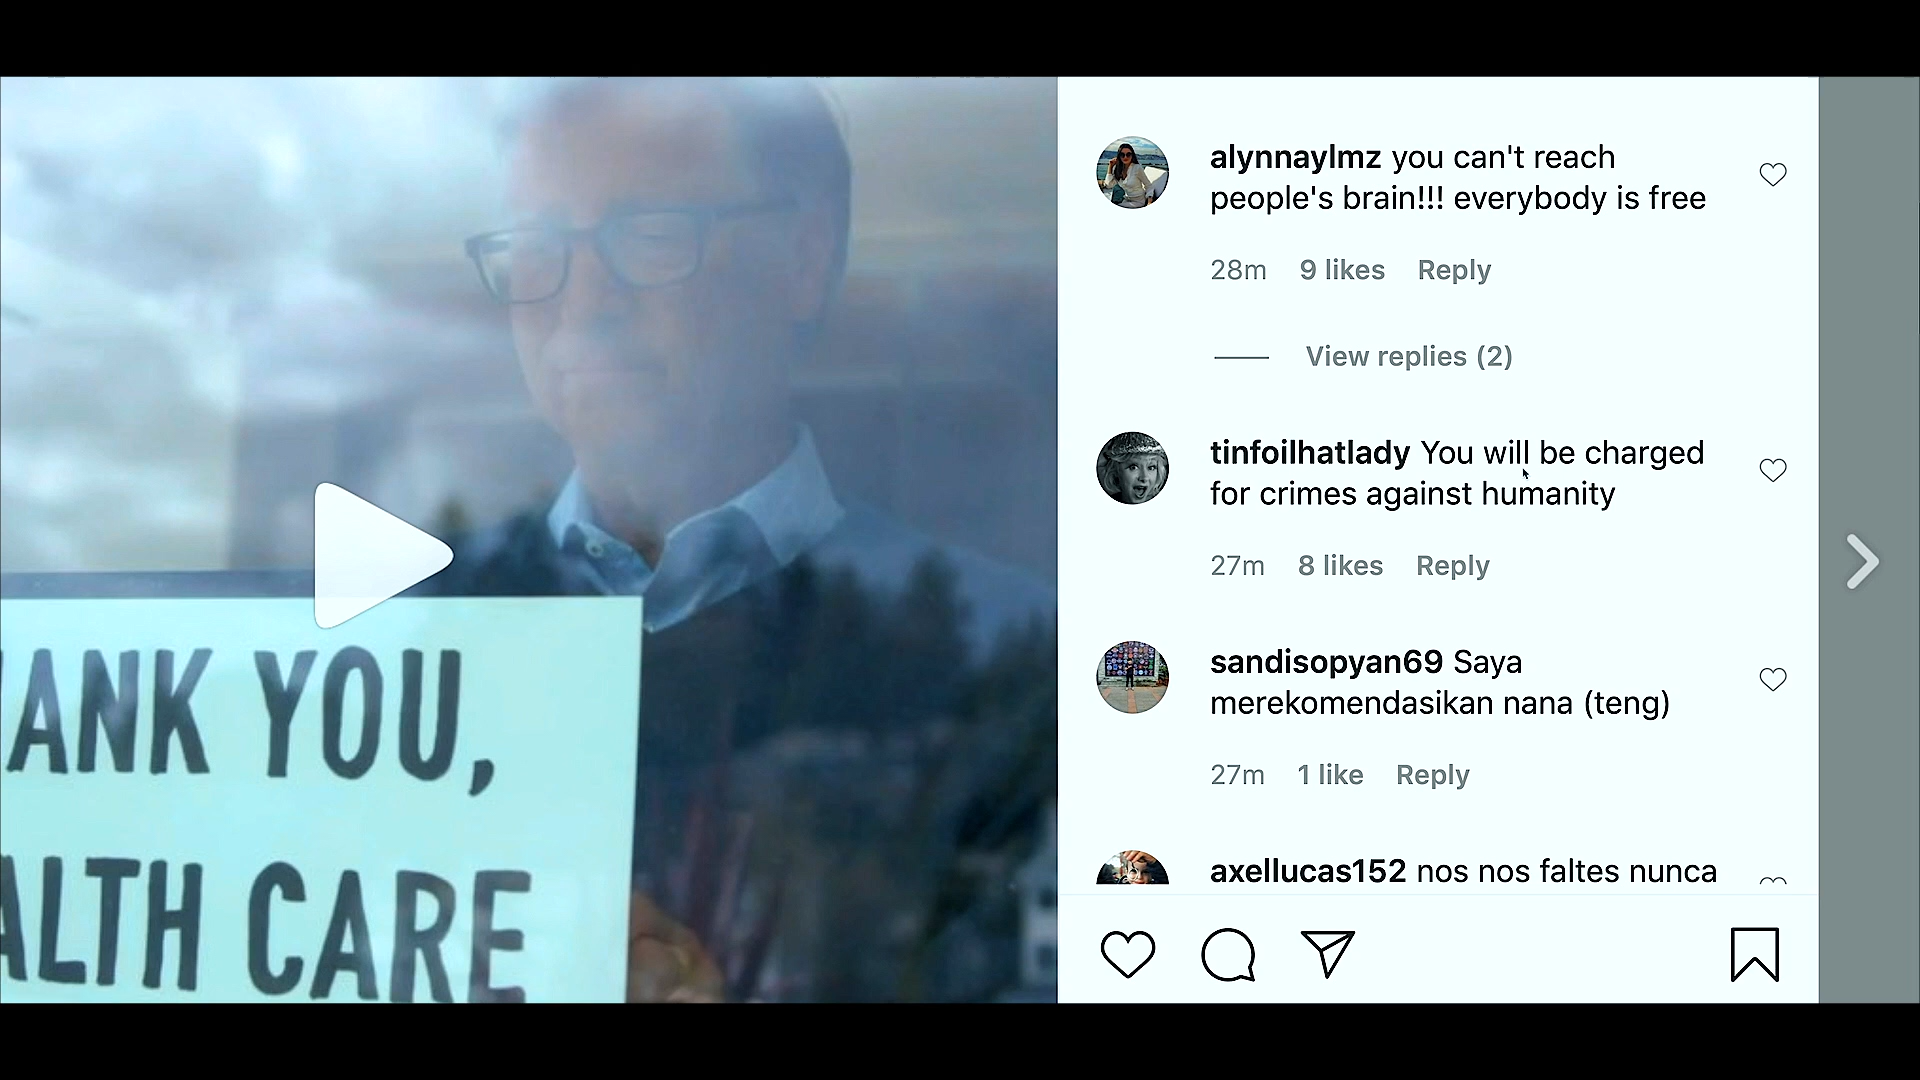 ANK YOU,
ALTH CARE
alynnaylmz you can't reach
people's brain!!! everybody is free
28m 9 likes Reply
View replies (2)
tinfoilhatlady You will be charged
for crimes against humanity
27m 8 likes Reply
sandisopyan69 Saya
merekomendasikan nana (teng)
27m 1 like Reply
axellucas152 nos nos faltes nunca